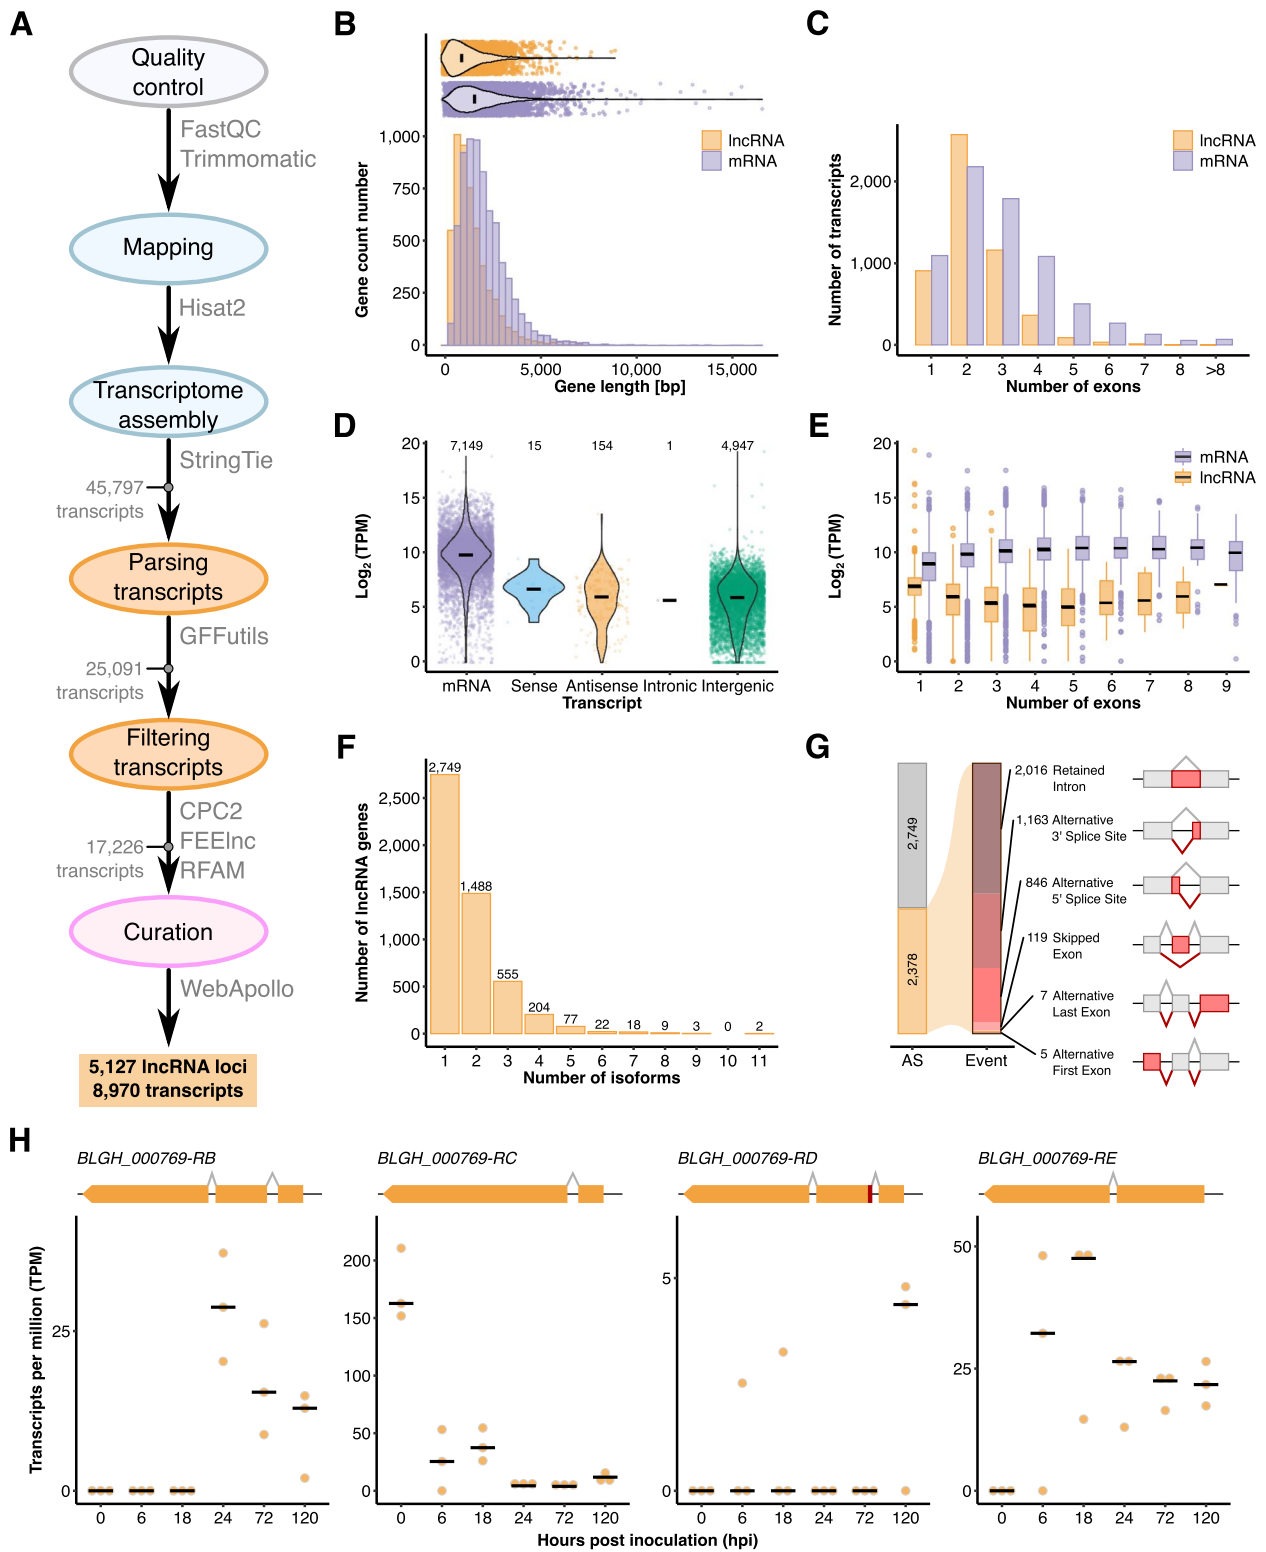 A
Quality
control
FastQC
Trimmomatic
Mapping
Hisat2
Transcriptome
assembly
StringTie
45,797
transcripts
Parsing
transcripts
GFFutils
25,091
transcripts
Filtering
transcripts
CPC2
FEElnc
RFAM
17,226
transcripts
Curation
WebApollo
5,127 lncRNA loci
8,970 transcripts
B
lncRNA
mRNA
Gene count number
1,000
750
500
250
0
0 5,000 10,000 15,000
Gene length [bp]
C
lncRNA
mRNA
Number of transcripts
2,000
1,000
0
1 2 3 4 5 6 7 8 >8
Number of exons
D
7,149 15 154 1 4,947
Log2 (TPM)
20
15
10
5
0
mRNA Sense Antisense Intronic Intergenic
Transcript
E
mRNA
lncRNA
Log2 (TPM)
20
15
10
5
0
1 2 3 4 5 6 7 8 9
Number of exons
F
Number of lncRNA genes
2,500
1,500
1,000
500
0
2,749
1,488
555
204
77
22
18
9
3
0
2
1 2 3 4 5 6 7 8 9 10 11
Number of isoforms
G
2,749
2,378
AS Event
2,016 Retained
Intron
1,163 Alternative
3' Splice Site
846 Alternative
5' Splice Site
119 Skipped
Exon
7 Alternative
Last Exon
5 Alternative
First Exon
H
BLGH_000769-RB
BLGH_000769-RC
BLGH_000769-RD
BLGH_000769-RE
Transcripts per million (TPM)
25
0
0 6 18 24 72 120
200
150
100
50
0
0 6 18 24 72 120
5
0
0 6 18 24 72 120
50
25
0
0 6 18 24 72 120
Hours post inoculation (hpi)